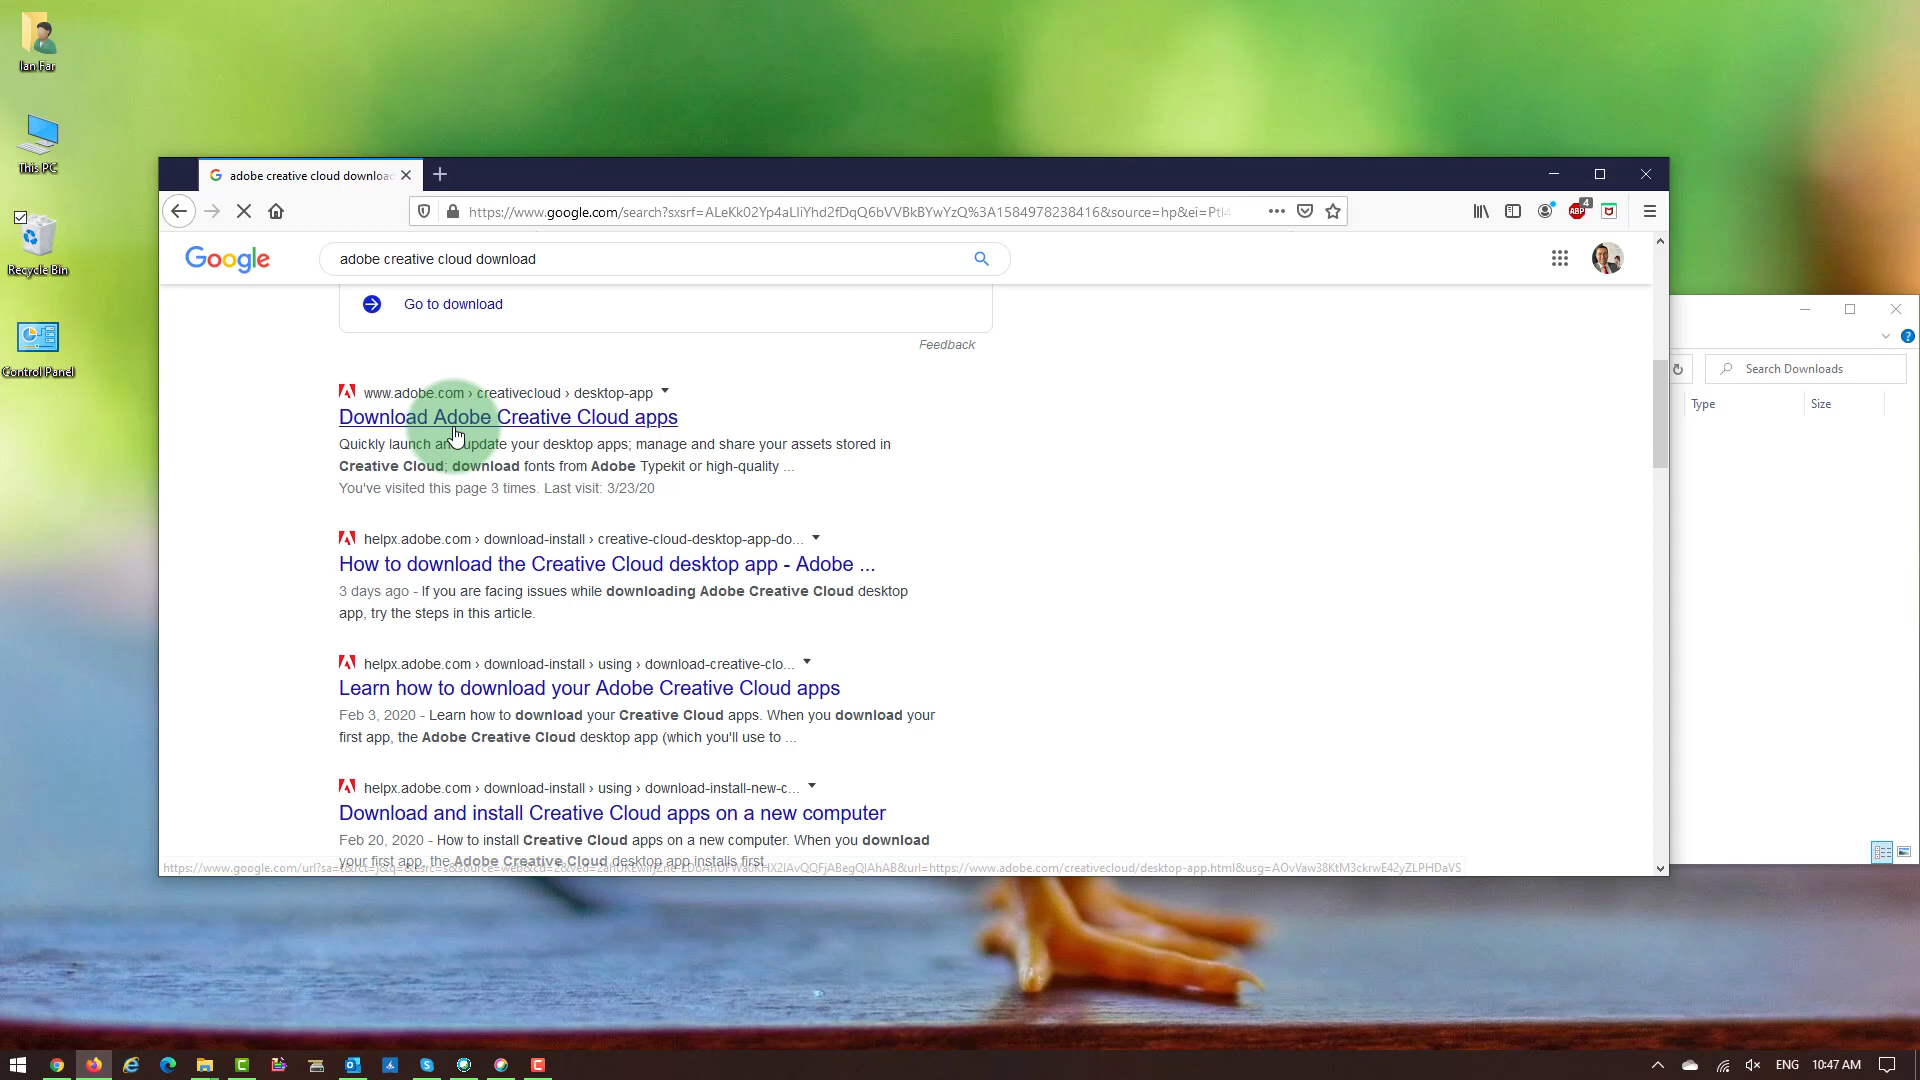 Ian Far
This PC
Recycle Bin
Control Panel
adobe creative cloud download
https://www.google.com/search?sxsrf=ALeKk02Yp4aLIiYhd2fDqQ6bVVBkBYwYzQ%3A1584978238416&source=hp&ei=PtI4
ABP
4
Google
adobe creative cloud download
Go to download
Feedback
www.adobe.com › creativecloud › desktop-app
Download Adobe Creative Cloud apps
Quickly launch and update your desktop apps; manage and share your assets stored in
Creative Cloud; download fonts from Adobe Typekit or high-quality ...
You've visited this page 3 times. Last visit: 3/23/20
helpx.adobe.com › download-install › creative-cloud-desktop-app-do...
How to download the Creative Cloud desktop app - Adobe ...
3 days ago - If you are facing issues while downloading Adobe Creative Cloud desktop
app, try the steps in this article.
helpx.adobe.com › download-install › using › download-creative-clo...
Learn how to download your Adobe Creative Cloud apps
Feb 3, 2020 - Learn how to download your Creative Cloud apps. When you download your
first app, the Adobe Creative Cloud desktop app (which you'll use to ...
helpx.adobe.com › download-install › using › download-install-new-c...
Download and install Creative Cloud apps on a new computer
Feb 20, 2020 - How to install Creative Cloud apps on a new computer. When you download
your first app, the Adobe Creative Cloud desktop app installs first.
Search Downloads
Type
Size
ENG
10:47 AM